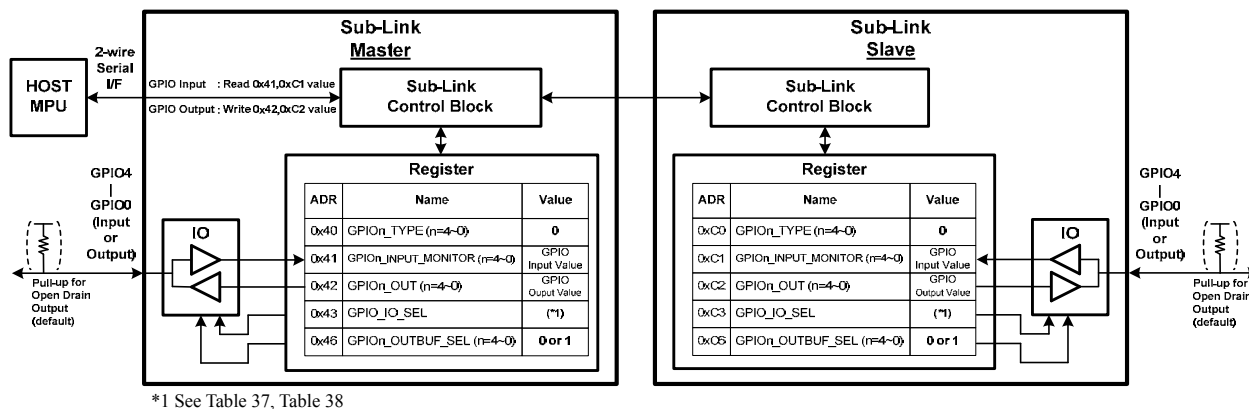 Sub-Link
Master
Sub-Link
Slave
HOST
MPU
2-wire
Serial
I/F
GPIO Input : Read 0x41,0xC1 value
GPIO Output : Write 0x42,0xC2 value
Sub-Link
Control Block
Sub-Link
Control Block
GPIO4
|
GPIO0
(Input
or
Output)
Pull-up for
Open Drain
Output
(default)
IO
Register
ADR Name Value
0x40 GPIOn_TYPE (n=4~0) 0
0x41 GPIOn_INPUT_MONITOR (n=4~0) GPIO Input Value
0x42 GPIOn_OUT (n=4~0) GPIO Ouput Value
0x43 GPIO_IO_SEL (*1)
0x46 GPIOn_OUTBUF_SEL (n=4~0) 0 or 1
Register
ADR Name Value
0xC0 GPIOn_TYPE (n=4~0) 0
0xC1 GPIOn_INPUT_MONITOR (n=4~0) GPIO Input Value
0xC2 GPIOn_OUT (n=4~0) GPIO Output Value
0xC3 GPIO_IO_SEL (*1)
0xC6 GPIOn_OUTBUF_SEL (n=4~0) 0 or 1
IO
GPIO4
|
GPIO0
(Input
or
Output)
Pull-up for
Open Drain
Output
(default)
*1 See Table 37, Table 38